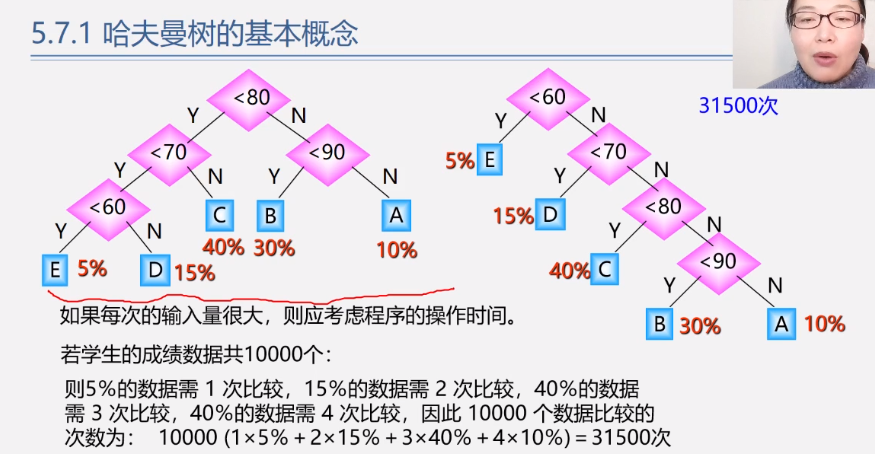 5.7.1 哈夫曼树的基本概念
31500次
<80
Y N
<70 <90
Y N Y N
<60 C B A
40% 30% 10%
Y N
E 5% D 15%
<60
Y N
5% E <70
Y N
15% D <80
Y N
40% C <90
Y N
B 30% A 10%
如果每次的输入量很大，则应考虑程序的操作时间。
若学生的成绩数据共10000个：
则5%的数据需 1 次比较，15%的数据需 2 次比较，40%的数据
需 3 次比较，40%的数据需 4 次比较，因此 10000 个数据比较的
次数为： 10000 (1×5%+2×15%+3×40%+4×10%)=31500次